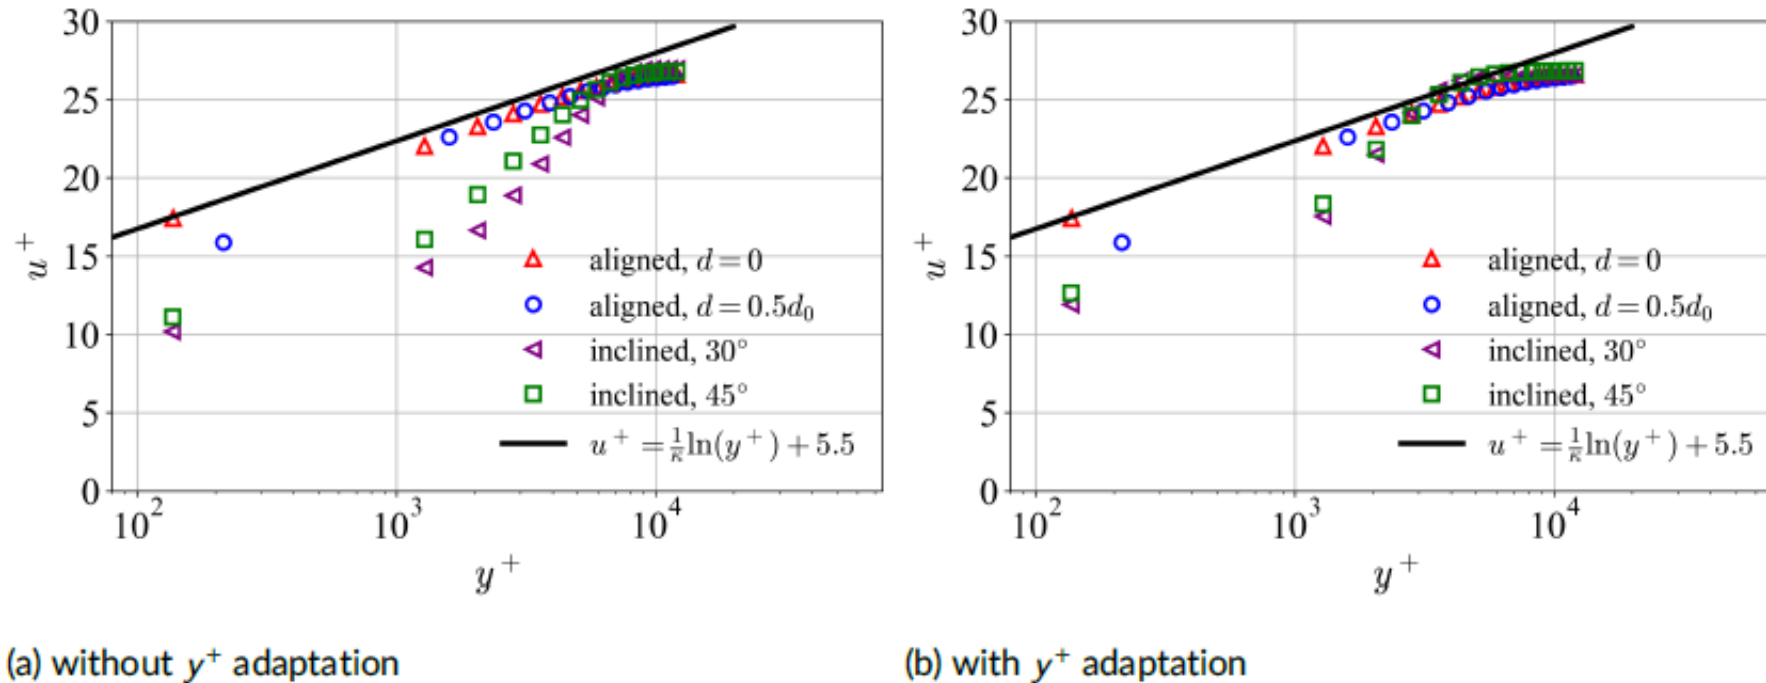 30
25
20
15
10
5
0
u⁺
10² 10³ 10⁴
y⁺
aligned, d = 0
aligned, d = 0.5d₀
inclined, 30°
inclined, 45°
u⁺ = 1/κ ln(y⁺) + 5.5
(a) without y⁺ adaptation
30
25
20
15
10
5
0
u⁺
10² 10³ 10⁴
y⁺
aligned, d = 0
aligned, d = 0.5d₀
inclined, 30°
inclined, 45°
u⁺ = 1/κ ln(y⁺) + 5.5
(b) with y⁺ adaptation